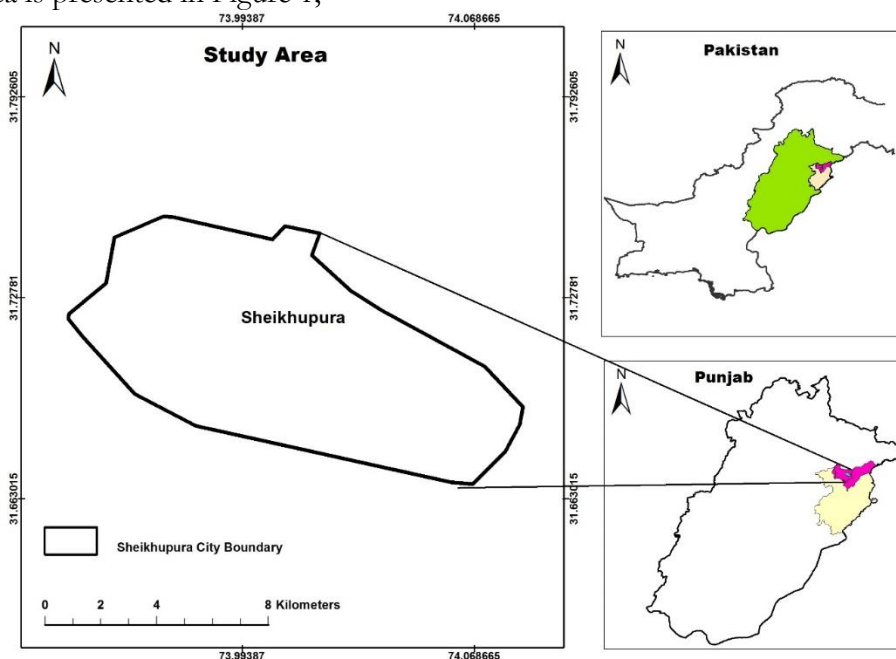 ea is presented in Figure 1,
73.99387 74.068665
N
Study Area
31.792605 31.792605
31.72781 31.72781
31.663015 31.663015
Sheikhupura
Sheikhupura City Boundary
0 2 4 8 Kilometers
73.99387 74.068665
N
Pakistan
N
Punjab